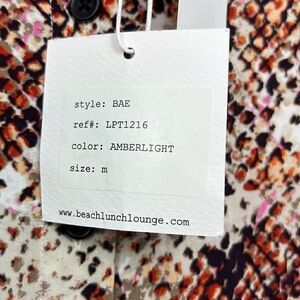 style: BAE
ref#: LPT1216
color: AMBERLIGHT
size: m
www.beachlunchlounge.com